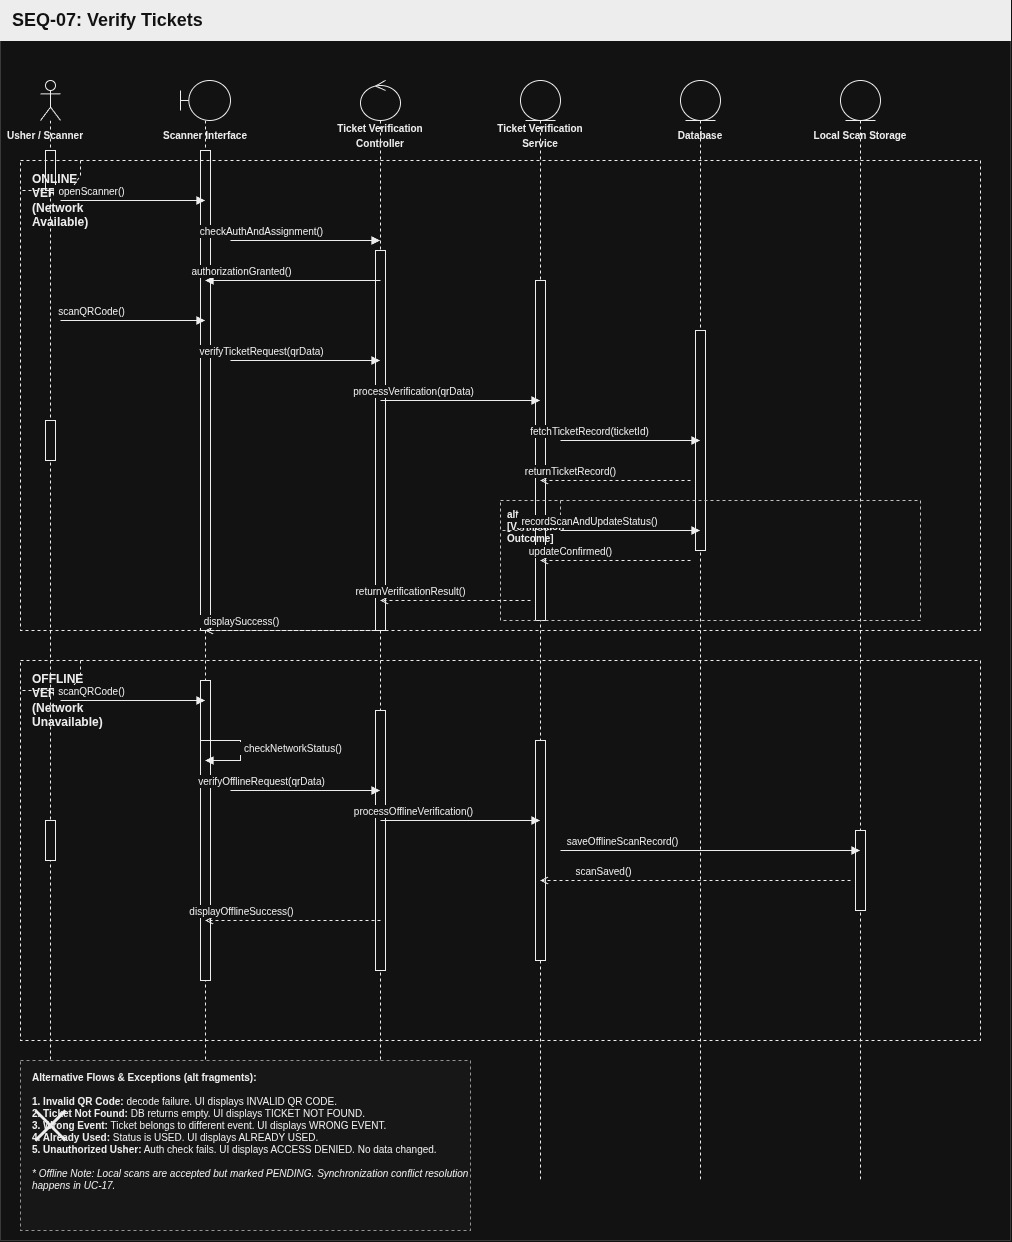 SEQ-07: Verify Tickets
Usher / Scanner
Scanner Interface
Ticket Verification
Controller
Ticket Verification
Service
Database
Local Scan Storage
ONLINE
(Network
Available)
openScanner()
checkAuthAndAssignment()
authorizationGranted()
scanQRCode()
verifyTicketRequest(qrData)
processVerification(qrData)
fetchTicketRecord(ticketId)
returnTicketRecord()
alt
Outcome]
recordScanAndUpdateStatus()
updateConfirmed()
returnVerificationResult()
displaySuccess()
OFFLINE
(Network
Unavailable)
scanQRCode()
checkNetworkStatus()
verifyOfflineRequest(qrData)
processOfflineVerification()
saveOfflineScanRecord()
scanSaved()
displayOfflineSuccess()
Alternative Flows & Exceptions (alt fragments):
1. Invalid QR Code: decode failure. UI displays INVALID QR CODE.
2. Ticket Not Found: DB returns empty. UI displays TICKET NOT FOUND.
3. Wrong Event: Ticket belongs to different event. UI displays WRONG EVENT.
4. Already Used: Status is USED. UI displays ALREADY USED.
5. Unauthorized Usher: Auth check fails. UI displays ACCESS DENIED. No data changed.
* Offline Note: Local scans are accepted but marked PENDING. Synchronization conflict resolution
happens in UC-17.